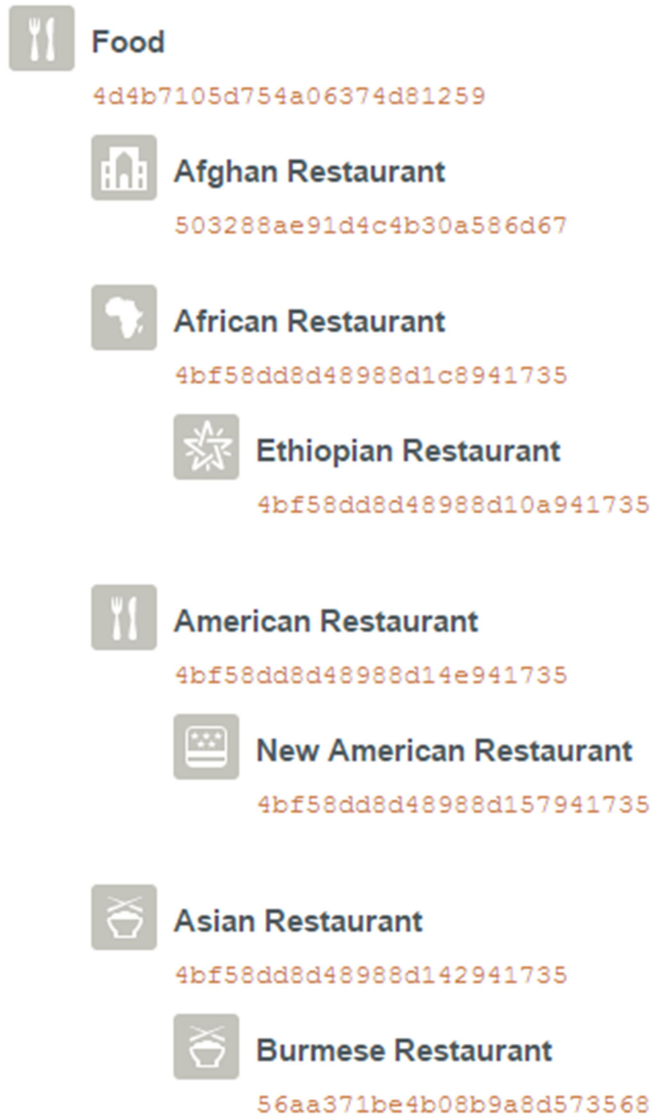 Food
4d4b7105d754a06374d81259
Afghan Restaurant
503288ae91d4c4b30a586d67
African Restaurant
4bf58dd8d48988d1c8941735
Ethiopian Restaurant
4bf58dd8d48988d10a941735
American Restaurant
4bf58dd8d48988d14e941735
New American Restaurant
4bf58dd8d48988d157941735
Asian Restaurant
4bf58dd8d48988d142941735
Burmese Restaurant
56aa371be4b08b9a8d573568